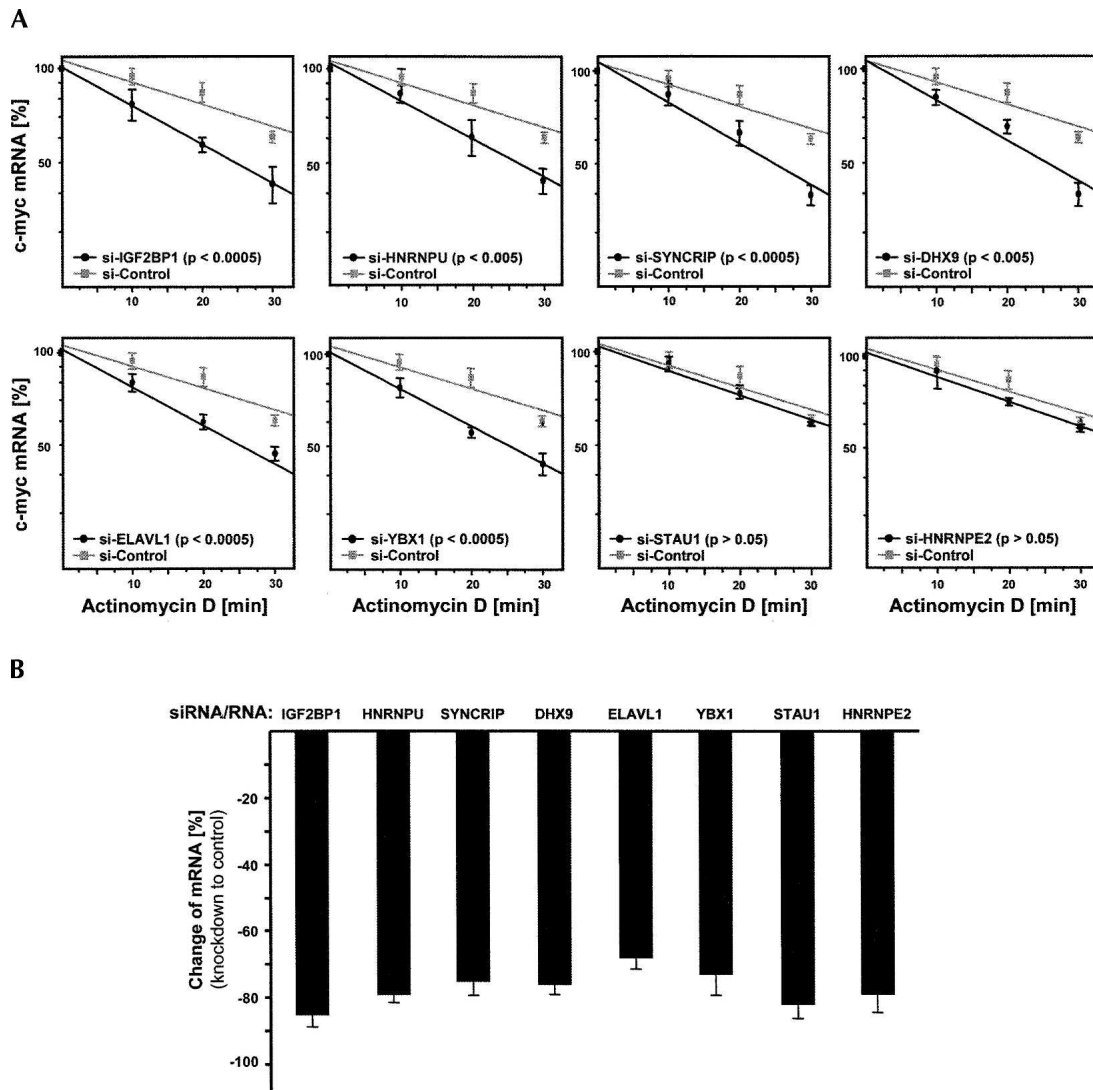 A
c-myc mRNA [%]
100
50
si-IGF2BP1 (p < 0.0005)
si-Control
10 20 30
100
50
si-HNRNPU (p < 0.005)
si-Control
10 20 30
100
50
si-SYNCRIP (p < 0.0005)
si-Control
10 20 30
100
50
si-DHX9 (p < 0.005)
si-Control
10 20 30
c-myc mRNA [%]
100
50
si-ELAVL1 (p < 0.0005)
si-Control
10 20 30
Actinomycin D [min]
100
50
si-YBX1 (p < 0.0005)
si-Control
10 20 30
Actinomycin D [min]
100
50
si-STAU1 (p > 0.05)
si-Control
10 20 30
Actinomycin D [min]
100
50
si-HNRNPE2 (p > 0.05)
si-Control
10 20 30
Actinomycin D [min]
B
siRNA/RNA: IGF2BP1 HNRNPU SYNCRIP DHX9 ELAVL1 YBX1 STAU1 HNRNPE2
Change of mRNA [%]
(knockdown to control)
-20
-40
-60
-80
-100